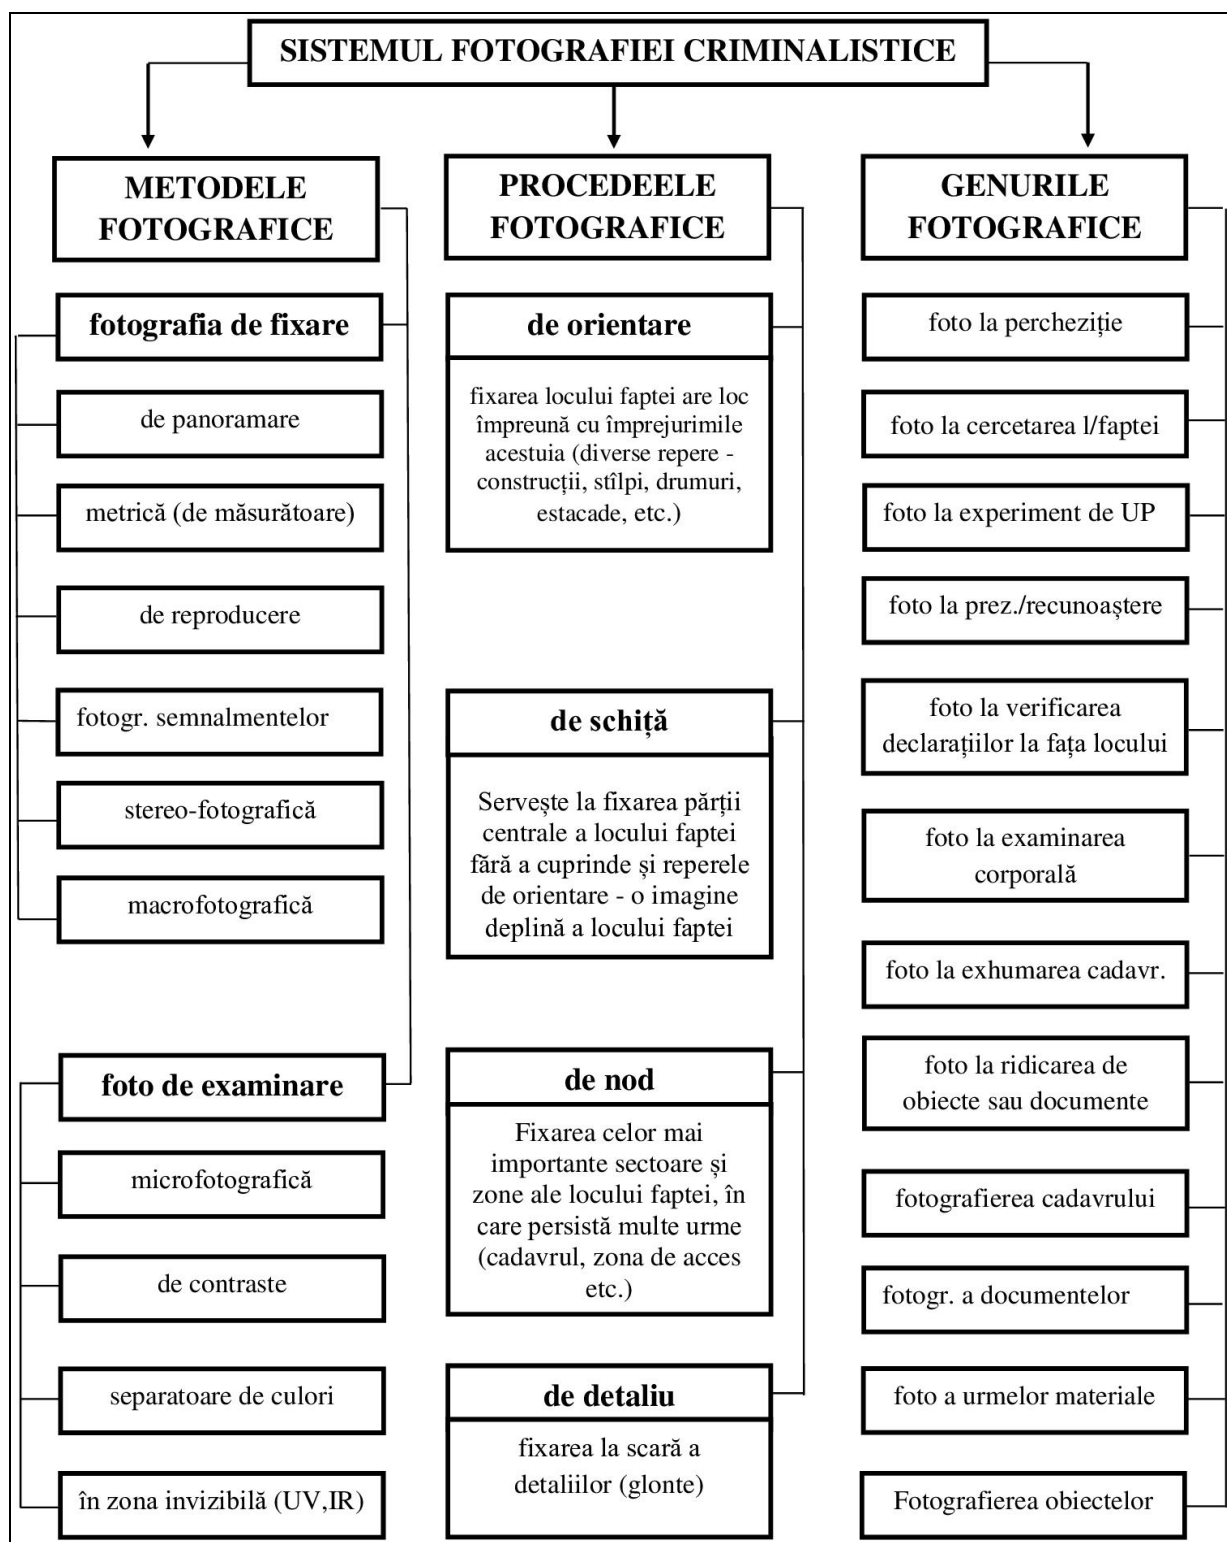 SISTEMUL FOTOGRAFIEI CRIMINALISTICE
METODELE
FOTOGRAFICE
fotografia de fixare
de panoramare
metrică (de măsurătoare)
de reproducere
fotogr. semnalmentelor
stereo-fotografică
macrofotografică
foto de examinare
microfotografică
de contraste
separatoare de culori
în zona invizibilă (UV,IR)
PROCEDEELE
FOTOGRAFICE
de orientare
fixarea locului faptei are loc
împreună cu împrejurimile
acestuia (diverse repere -
construcții, stîlpi, drumuri,
estacade, etc.)
de schiță
Servește la fixarea părții
centrale a locului faptei
fără a cuprinde și reperele
de orientare - o imagine
deplină a locului faptei
de nod
Fixarea celor mai
importante sectoare și
zone ale locului faptei, în
care persistă multe urme
(cadavrul, zona de acces
etc.)
de detaliu
fixarea la scară a
detaliilor (glonte)
GENURILE
FOTOGRAFICE
foto la percheziție
foto la cercetarea l/faptei
foto la experiment de UP
foto la prez./recunoaștere
foto la verificarea
declarațiilor la fața locului
foto la examinarea
corporală
foto la exhumarea cadavr.
foto la ridicarea de
obiecte sau documente
fotografierea cadavrului
fotogr. a documentelor
foto a urmelor materiale
Fotografierea obiectelor